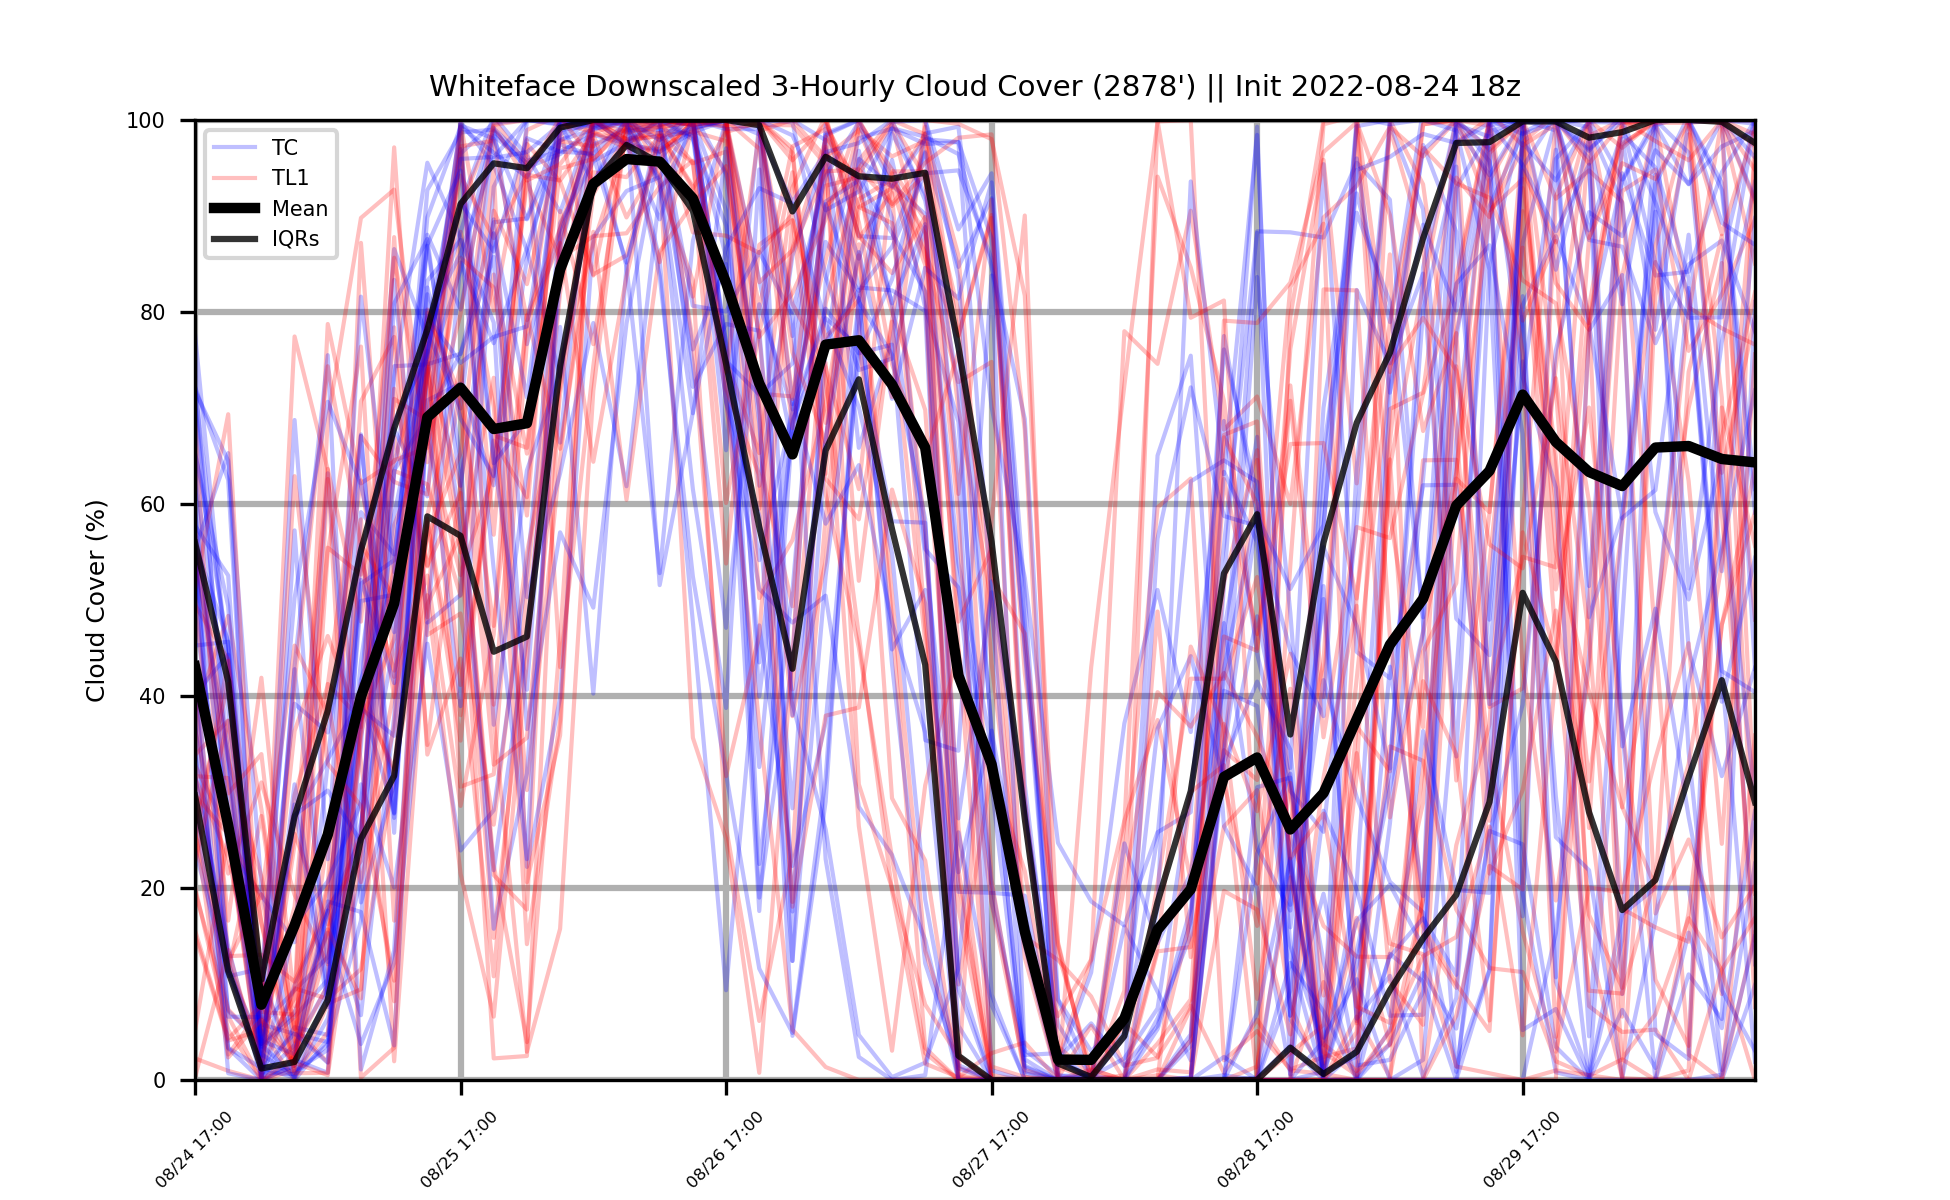 Whiteface Downscaled 3-Hourly Cloud Cover (2878') || Init 2022-08-24 18z
TC
TL1
Mean
IQRs
Cloud Cover (%)
100
80
60
40
20
0
08/24 17:00
08/25 17:00
08/26 17:00
08/27 17:00
08/28 17:00
08/29 17:00